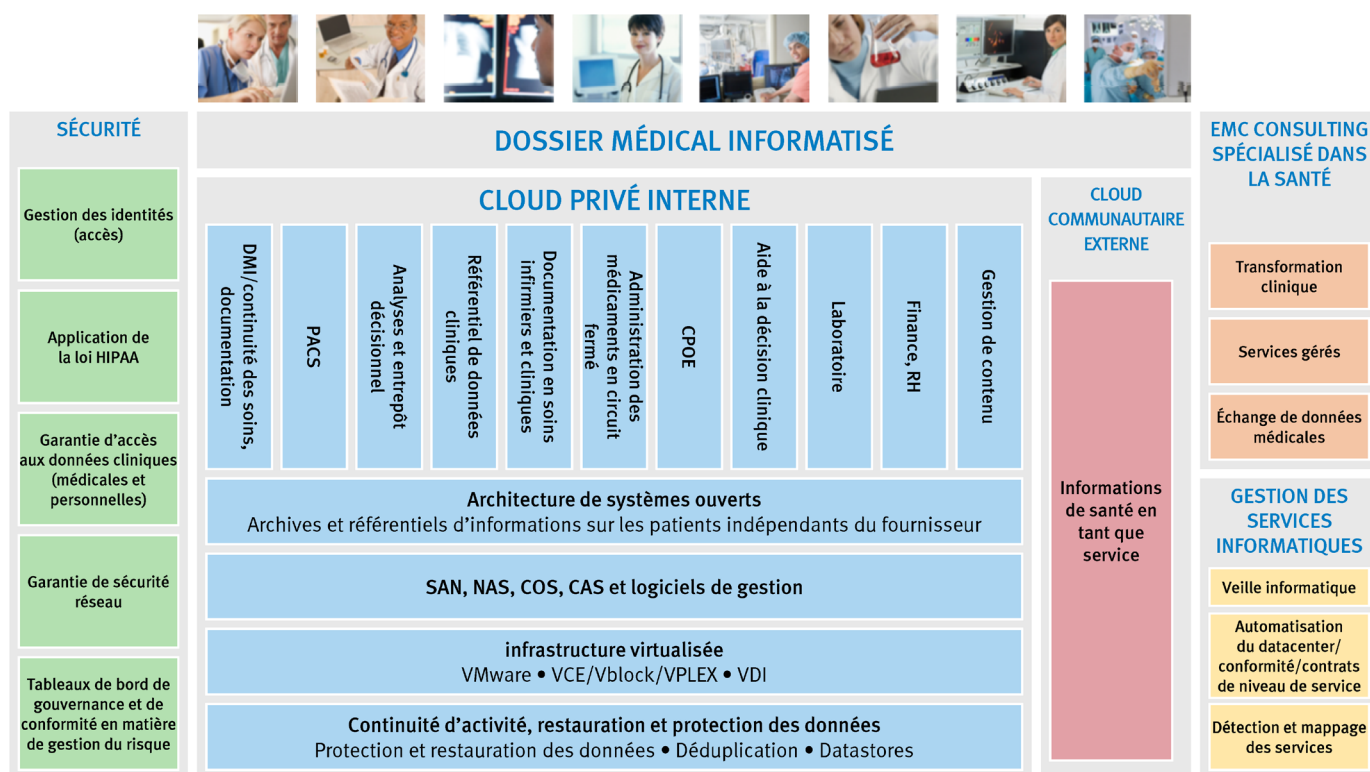 SÉCURITÉ
Gestion des identités
(accès)
Application de
la loi HIPAA
Garantie d’accès
aux données cliniques
(médicales et
personnelles)
Garantie de sécurité
réseau
Tableaux de bord de
gouvernance et de
conformité en matière
de gestion du risque
DOSSIER MÉDICAL INFORMATISÉ
CLOUD PRIVÉ INTERNE
DMI/continuité des soins,
documentation
PACS
Analyses et entrepôt
décisionnel
Référentiel de données
cliniques
Documentation en soins
infirmiers et cliniques
Administration des
médicaments en circuit
fermé
CPOE
Aide à la décision clinique
Laboratoire
Finance, RH
Gestion de contenu
Architecture de systèmes ouverts
Archives et référentiels d’informations sur les patients indépendants du fournisseur
SAN, NAS, COS, CAS et logiciels de gestion
infrastructure virtualisée
VMware • VCE/Vblock/VPLEX • VDI
Continuité d’activité, restauration et protection des données
Protection et restauration des données • Déduplication • Datastores
CLOUD
COMMUNAUTAIRE
EXTERNE
Informations
de santé en
tant que
service
EMC CONSULTING
SPÉCIALISÉ DANS
LA SANTÉ
Transformation
clinique
Services gérés
Échange de données
médicales
GESTION DES
SERVICES
INFORMATIQUES
Veille informatique
Automatisation
du datacenter/
conformité/contrats
de niveau de service
Détection et mappage
des services